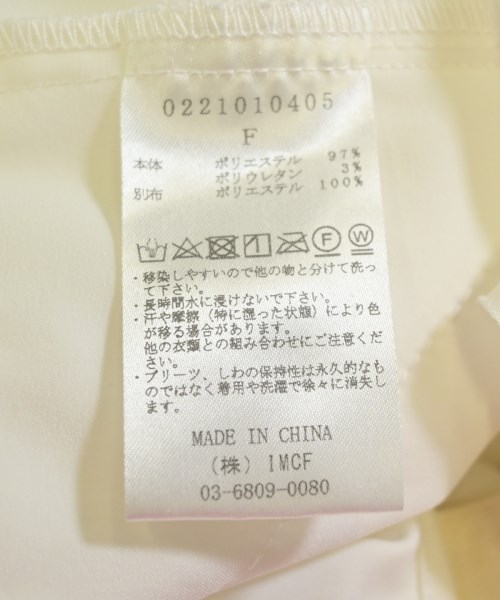 0221010405
F
本体 ポリエステル 97%
ポリウレタン 3%
別布 ポリエステル 100%
F W
・移染しやすいので他の物と分けて洗っ
て下さい。
・長時間水に浸けないで下さい。
・汗や摩擦(特に湿った状態)により色
が移る場合があります。
他の衣類との組み合わせにご注意くだ
さい。
・プリーツ、しわの保持性は永久的なも
のではなく着用や洗濯で徐々に消失し
ます。
MADE IN CHINA
(株) IMCF
03-6809-0080